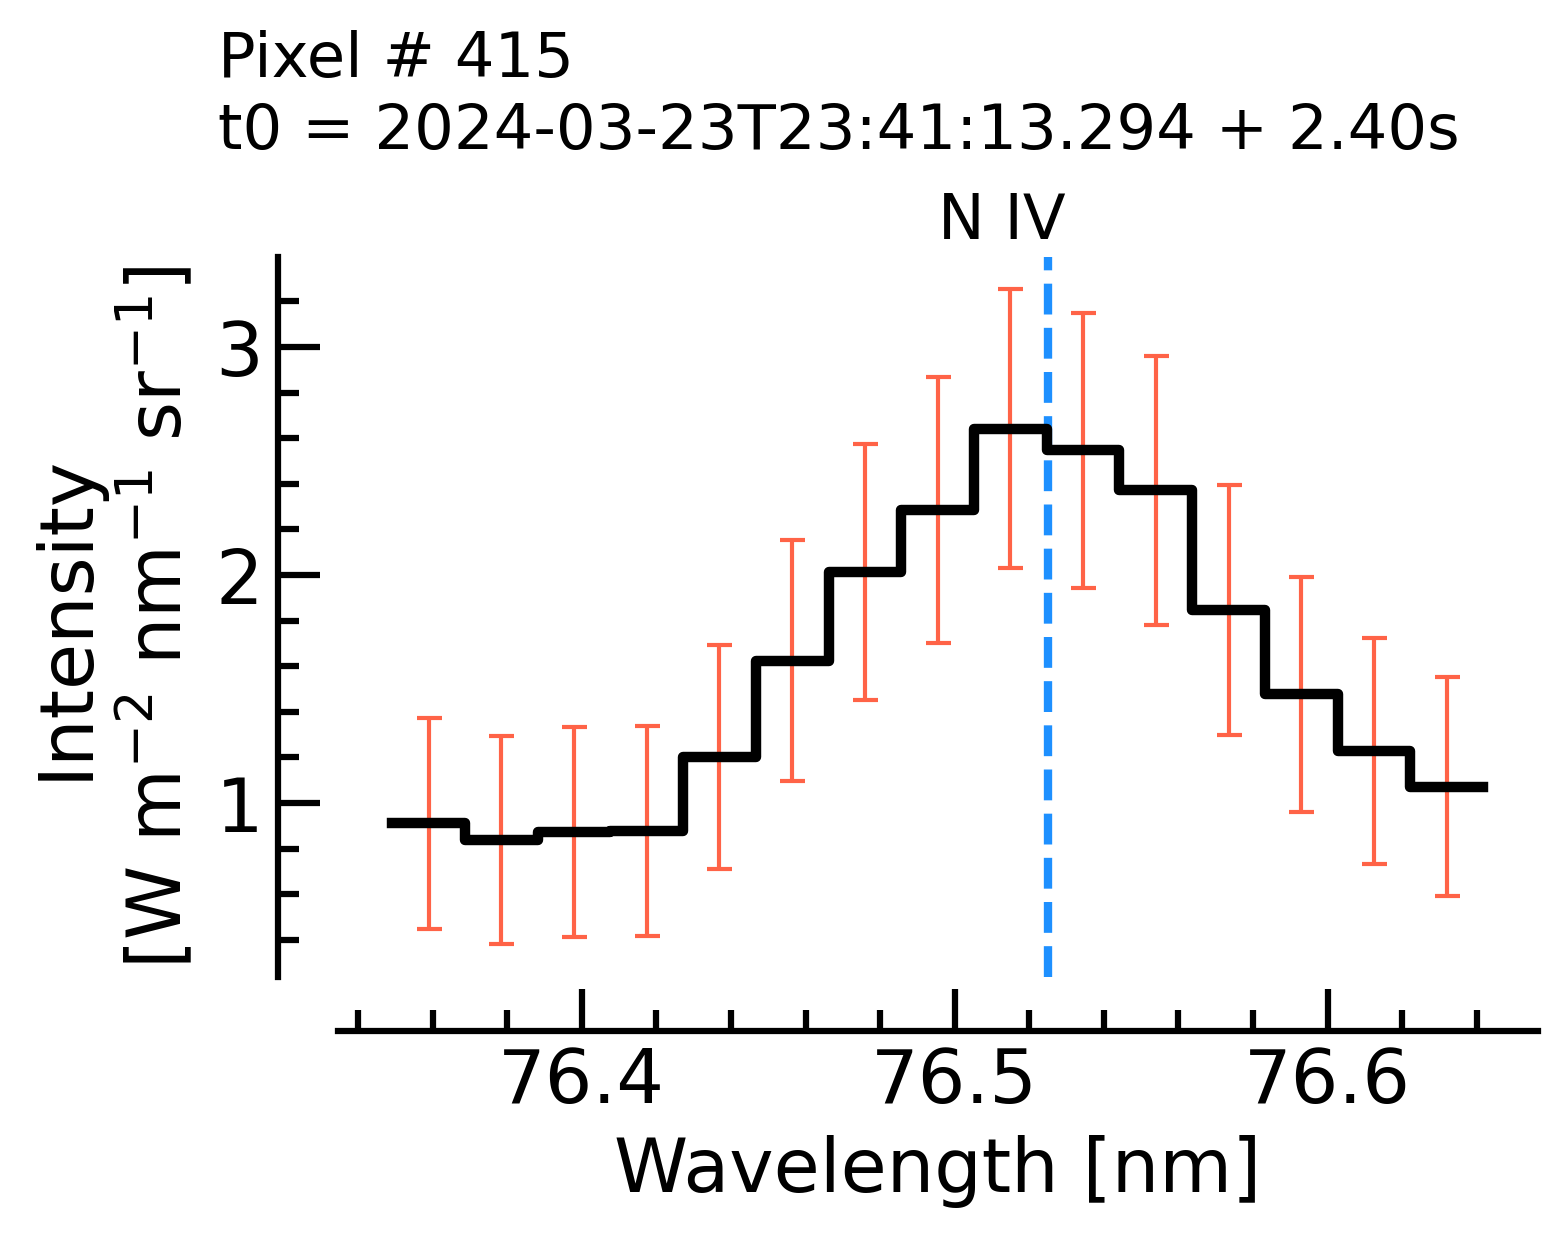 Pixel # 415
t0 = 2024-03-23T23:41:13.294 + 2.40s
N IV
Intensity
[W m⁻² nm⁻¹ sr⁻¹]
3
2
1
76.4 76.5 76.6
Wavelength [nm]